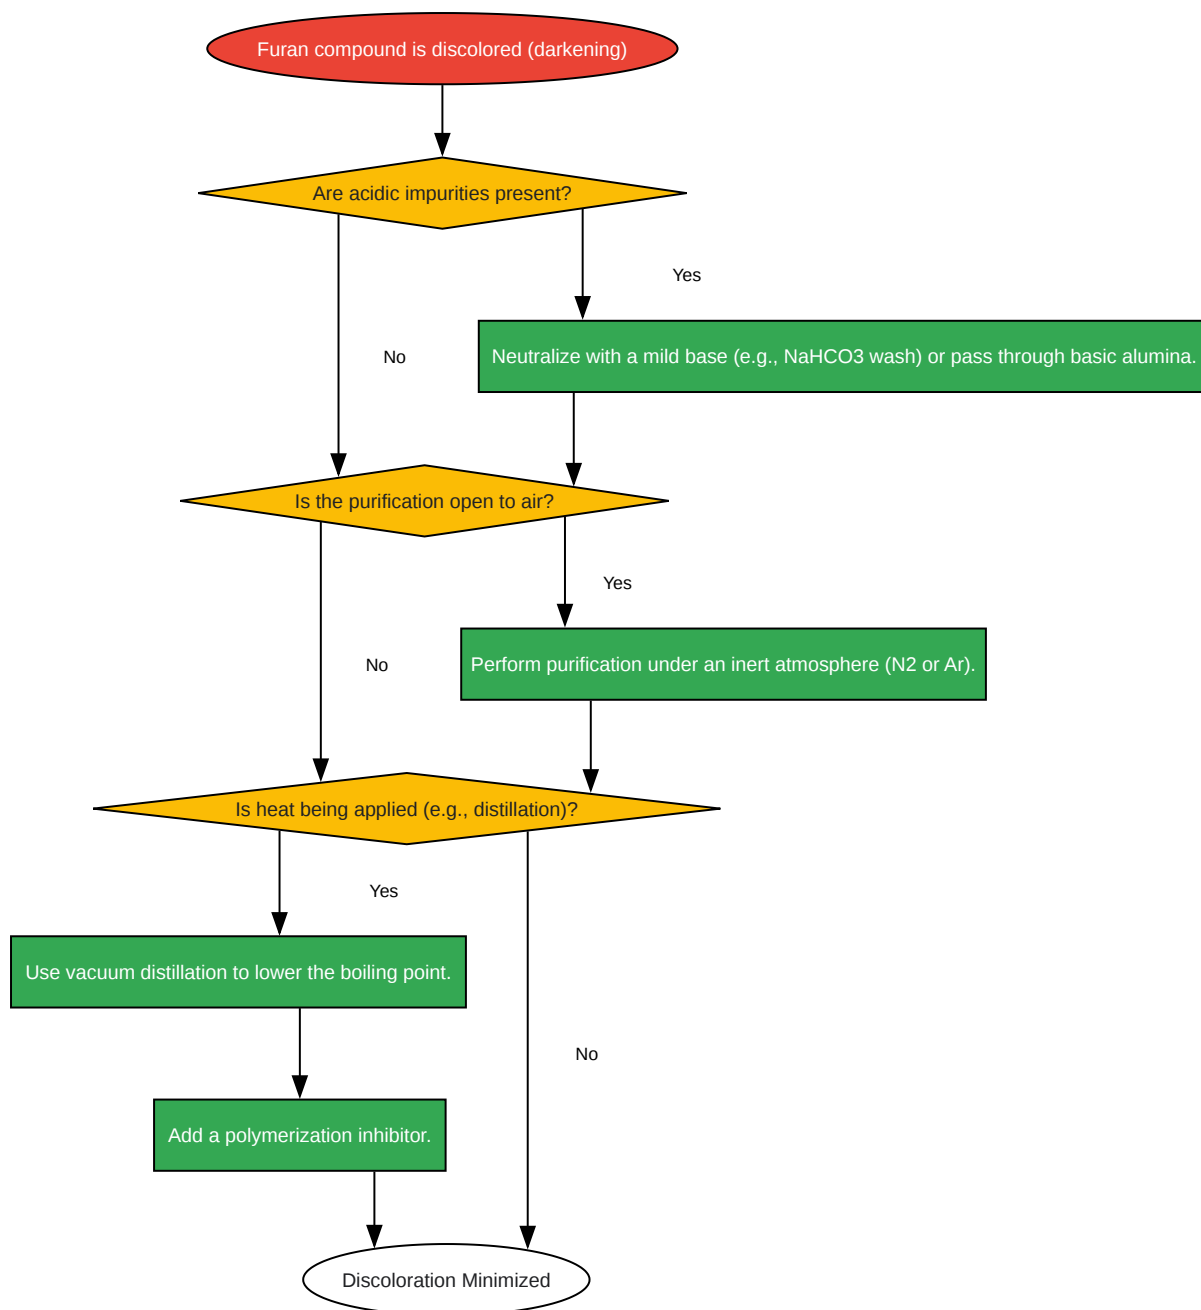 Furan compound is discolored (darkening)
Are acidic impurities present?
Yes
No
Neutralize with a mild base (e.g., NaHCO3 wash) or pass through basic alumina.
Is the purification open to air?
Yes
No
Perform purification under an inert atmosphere (N2 or Ar).
Is heat being applied (e.g., distillation)?
Yes
Use vacuum distillation to lower the boiling point.
No
Add a polymerization inhibitor.
Discoloration Minimized